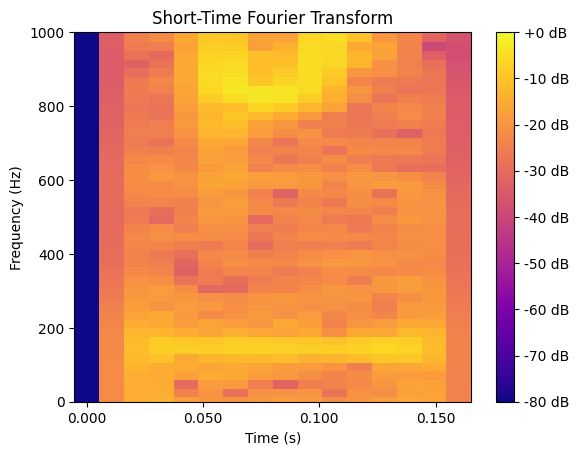 Short-Time Fourier Transform
1000
800
600
400
200
0
Frequency (Hz)
0.000
0.050
0.100
0.150
Time (s)
+0 dB
-10 dB
-20 dB
-30 dB
-40 dB
-50 dB
-60 dB
-70 dB
-80 dB